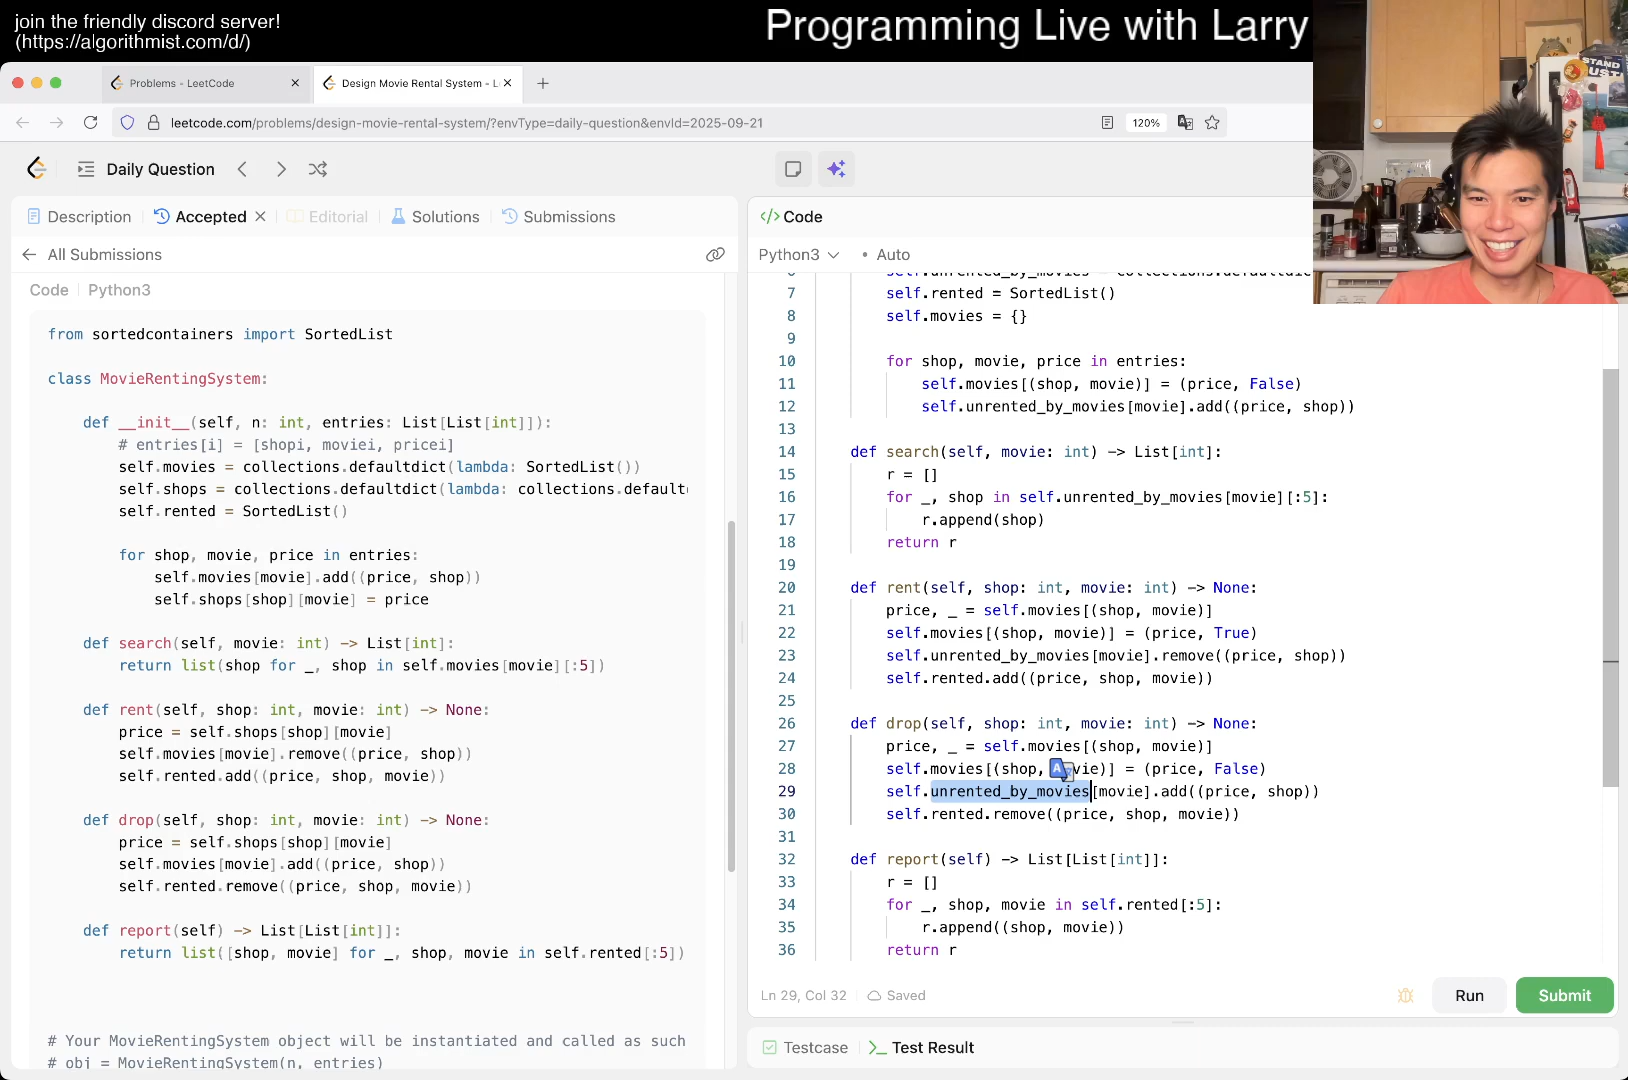 join the friendly discord server!
(https://algorithmist.com/d/)
Programming Live with Larry
Problems - LeetCode
Design Movie Rental System - L
leetcode.com/problems/design-movie-rental-system/?envType=daily-question&envId=2025-09-21
120%
Daily Question
Description
Accepted
Editorial
Solutions
Submissions
All Submissions
Code
Python3
from sortedcontainers import SortedList
class MovieRentingSystem:
def __init__(self, n: int, entries: List[List[int]]):
# entries[i] = [shopi, moviei, pricei]
self.movies = collections.defaultdict(lambda: SortedList())
self.shops = collections.defaultdict(lambda: collections.default
self.rented = SortedList()
for shop, movie, price in entries:
self.movies[movie].add((price, shop))
self.shops[shop][movie] = price
def search(self, movie: int) -> List[int]:
return list(shop for _, shop in self.movies[movie][:5])
def rent(self, shop: int, movie: int) -> None:
price = self.shops[shop][movie]
self.movies[movie].remove((price, shop))
self.rented.add((price, shop, movie))
def drop(self, shop: int, movie: int) -> None:
price = self.shops[shop][movie]
self.movies[movie].add((price, shop))
self.rented.remove((price, shop, movie))
def report(self) -> List[List[int]]:
return list([shop, movie] for _, shop, movie in self.rented[:5])
# Your MovieRentingSystem object will be instantiated and called as such
# obj = MovieRentingSystem(n, entries)
</> Code
Python3
Auto
6 self.unrented_by_movies = collections.defaultdic
7 self.rented = SortedList()
8 self.movies = {}
9
10 for shop, movie, price in entries:
11 self.movies[(shop, movie)] = (price, False)
12 self.unrented_by_movies[movie].add((price, shop))
13
14 def search(self, movie: int) -> List[int]:
15 r = []
16 for _, shop in self.unrented_by_movies[movie][:5]:
17 r.append(shop)
18 return r
19
20 def rent(self, shop: int, movie: int) -> None:
21 price, _ = self.movies[(shop, movie)]
22 self.movies[(shop, movie)] = (price, True)
23 self.unrented_by_movies[movie].remove((price, shop))
24 self.rented.add((price, shop, movie))
25
26 def drop(self, shop: int, movie: int) -> None:
27 price, _ = self.movies[(shop, movie)]
28 self.movies[(shop, vie)] = (price, False)
29 self.unrented_by_movies[movie].add((price, shop))
30 self.rented.remove((price, shop, movie))
31
32 def report(self) -> List[List[int]]:
33 r = []
34 for _, shop, movie in self.rented[:5]:
35 r.append((shop, movie))
36 return r
Ln 29, Col 32
Saved
Run
Submit
Testcase
Test Result